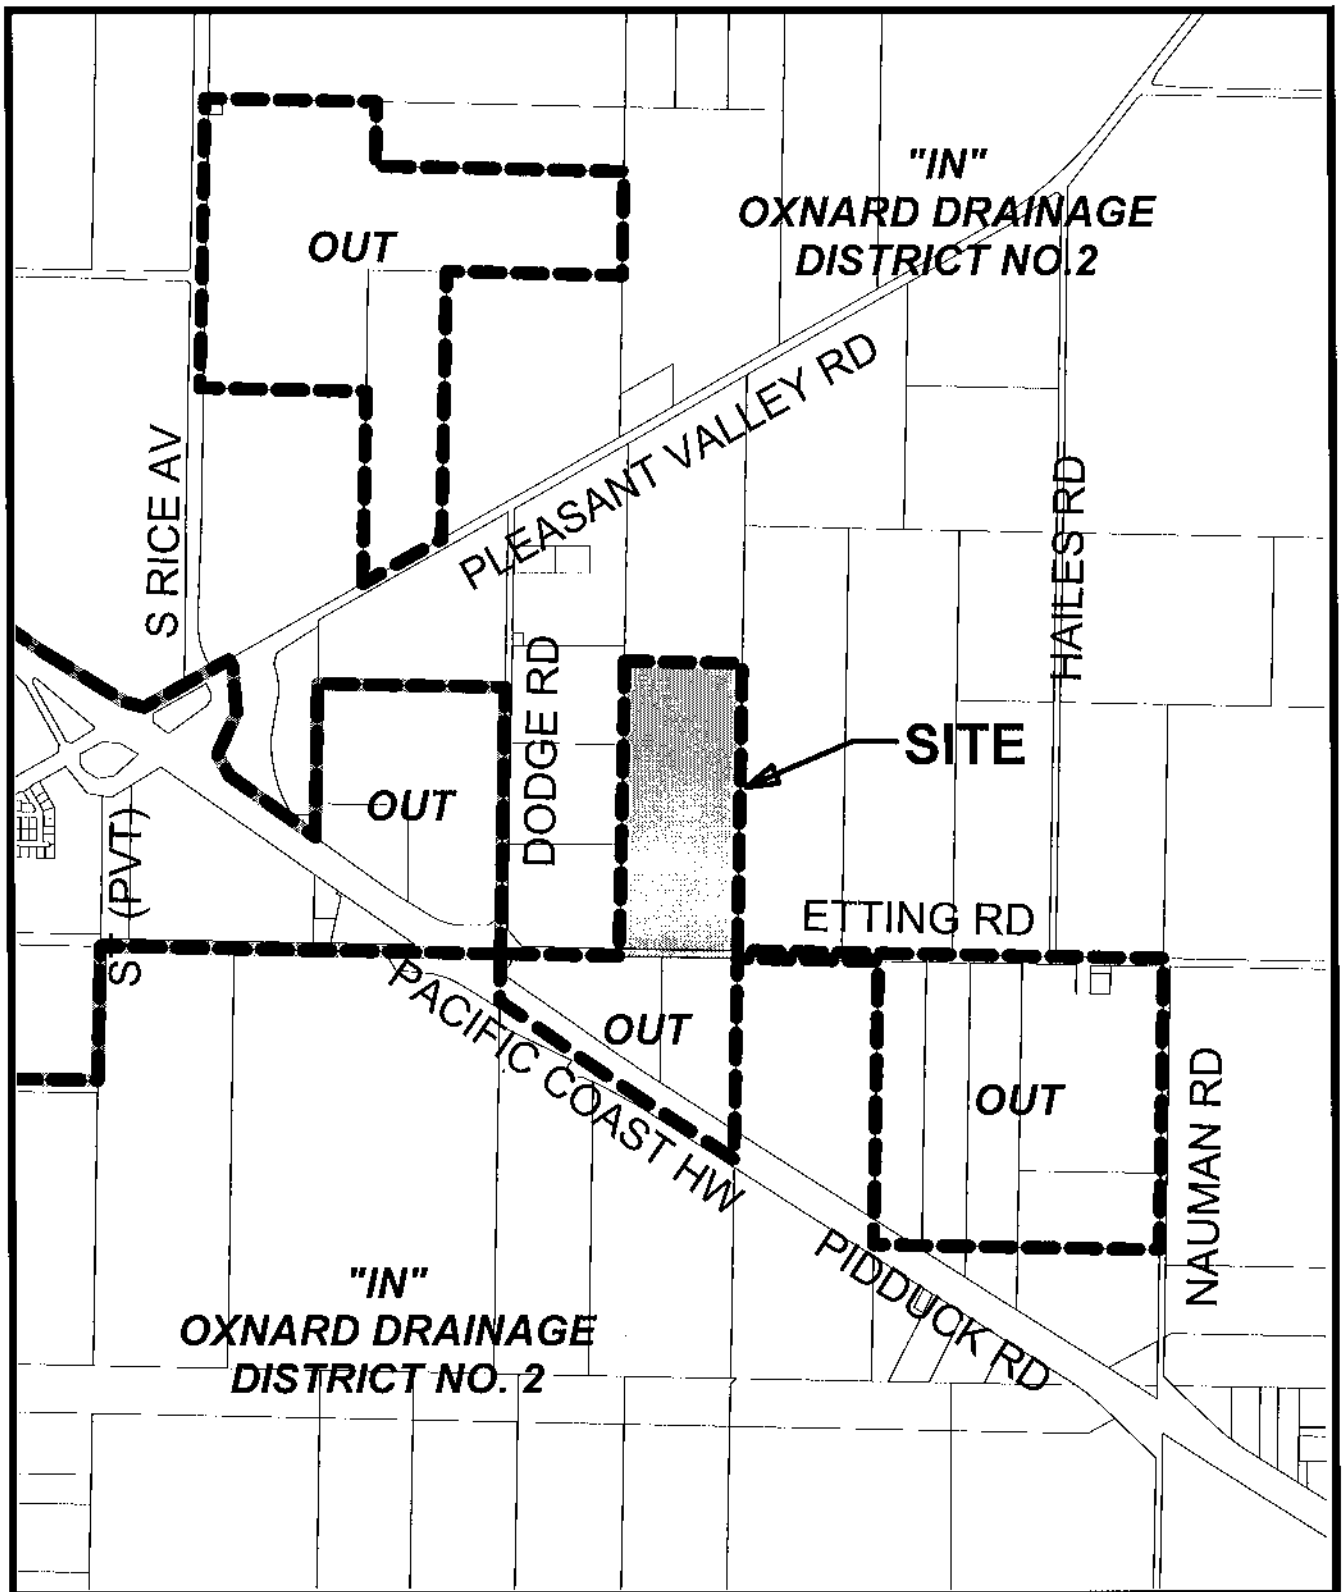 "IN"
OXNARD DRAINAGE
DISTRICT NO.2
OUT
PLEASANT VALLEY RD
S RICE AV
HAILES RD
DODGE RD
SITE
OUT
ST (PVT)
ETTING RD
PACIFIC COAST HW
OUT
OUT
NAUMAN RD
PIDDUCK RD
"IN"
OXNARD DRAINAGE
DISTRICT NO. 2